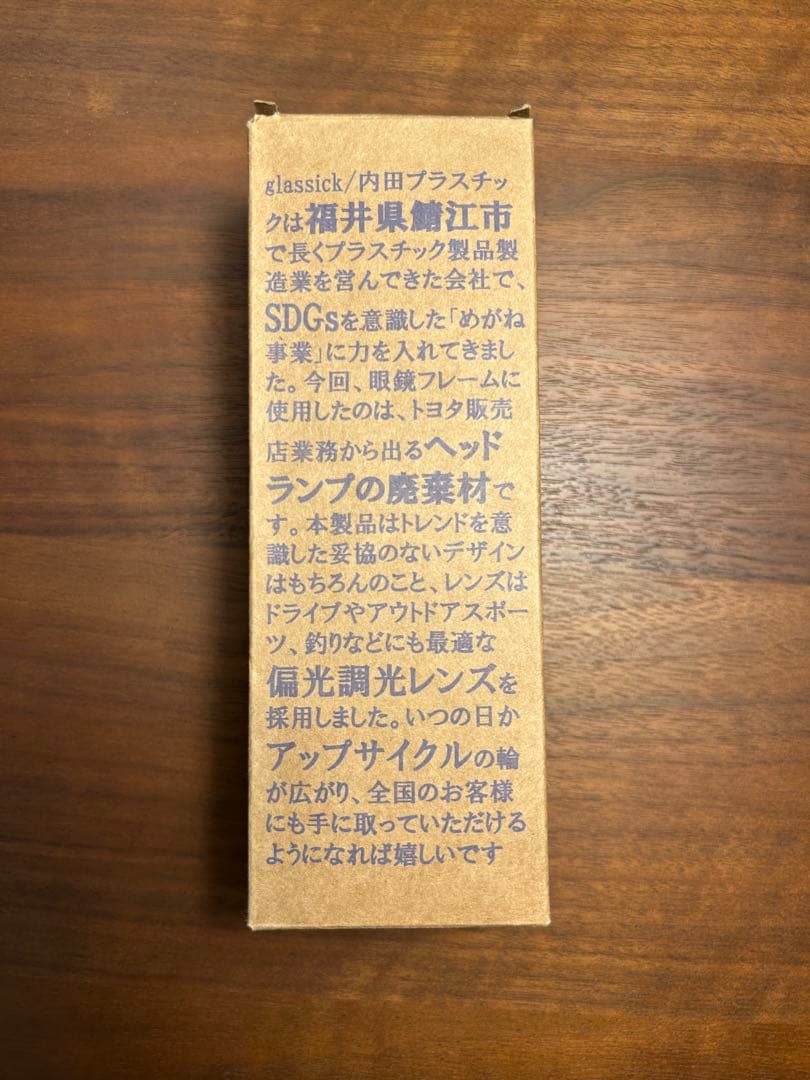 glassick/内田プラスチッ
クは福井県鯖江市
で長くプラスチック製品製
造業を営んできた会社で、
SDGsを意識した「めがね
事業」に力を入れてきまし
た。今回、眼鏡フレームに
使用したのは、トヨタ販売
店業務から出るヘッド
ランプの廃棄材で
す。本製品はトレンドを意
識した妥協のないデザイン
はもちろんのこと、レンズは
ドライブやアウトドアスポー
ツ、釣りなどにも最適な
偏光調光レンズを
採用しました。いつの日か
アップサイクルの輪
が広がり、全国のお客様
にも手に取っていただける
ようになれば嬉しいです